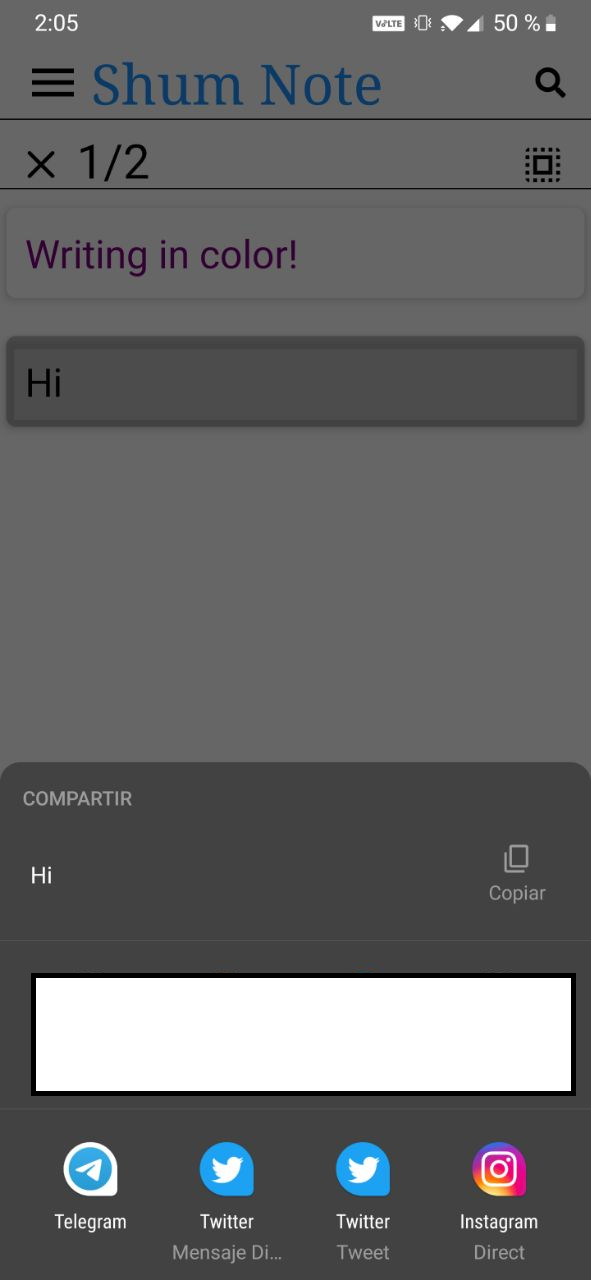 2:05 VoLTE 50 %
Shum Note
1/2
Writing in color!
Hi
COMPARTIR
Hi
Copiar
Telegram Twitter Twitter Instagram
Mensaje Di... Tweet Direct